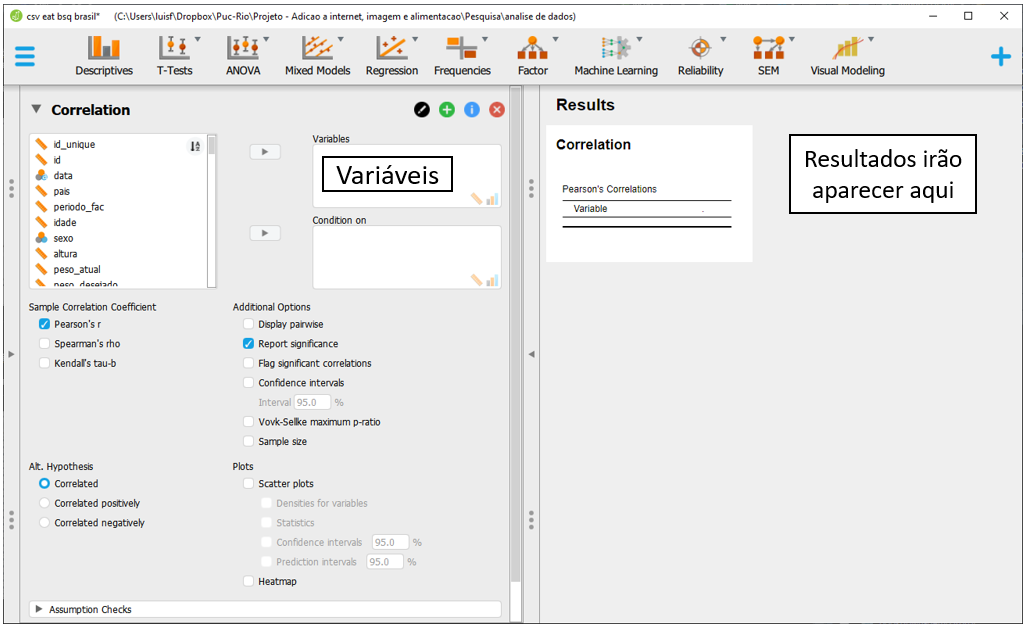 csv eat bsq brasil* (C:\Users\luisf\Dropbox\Puc-Rio\Projeto - Adicao a internet, imagem e alimentacao\Pesquisa\analise de dados)
Descriptives T-Tests ANOVA Mixed Models Regression Frequencies Factor Machine Learning Reliability SEM Visual Modeling
Correlation
id_unique
id
data
pais
periodo_fac
idade
sexo
altura
peso_atual
peso_desejado
Variables
Variáveis
Condition on
Sample Correlation Coefficient
Pearson's r
Spearman's rho
Kendall's tau-b
Additional Options
Display pairwise
Report significance
Flag significant correlations
Confidence intervals
Interval 95.0 %
Vovk-Sellke maximum p-ratio
Sample size
Alt. Hypothesis
Correlated
Correlated positively
Correlated negatively
Plots
Scatter plots
Densities for variables
Statistics
Confidence intervals 95.0 %
Prediction intervals 95.0 %
Heatmap
Assumption Checks
Results
Correlation
Pearson's Correlations
Variable .
Resultados irão
aparecer aqui